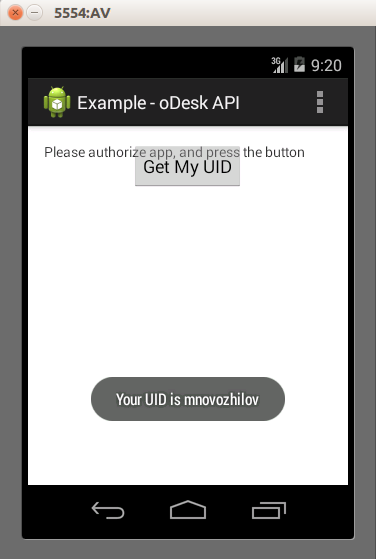 5554:AV
3G 9:20
Example - oDesk API
Please authorize app, and press the button
Get My UID
Your UID is mnovozhilov